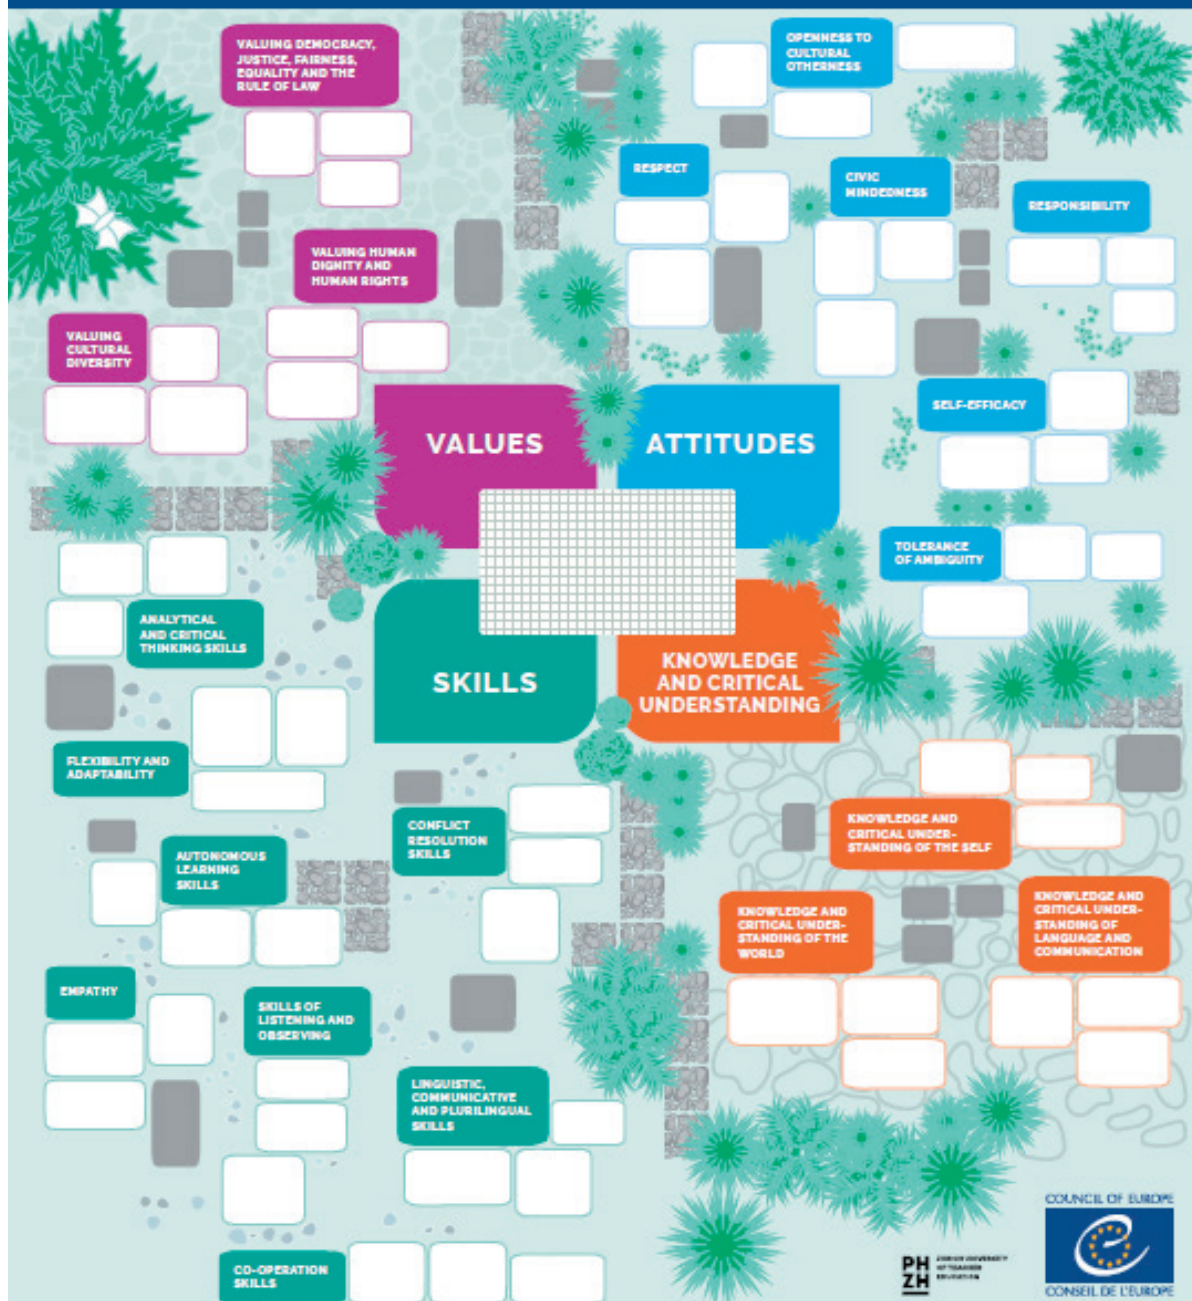 VALUING DEMOCRACY,
JUSTICE, FAIRNESS,
EQUALITY AND THE
RULE OF LAW
VALUING HUMAN
DIGNITY AND
HUMAN RIGHTS
VALUING
CULTURAL
DIVERSITY
OPENNESS TO
CULTURAL
OTHERNESS
RESPECT
CIVIC
MINDEDNESS
RESPONSIBILITY
SELF-EFFICACY
TOLERANCE
OF AMBIGUITY
VALUES
ATTITUDES
SKILLS
KNOWLEDGE
AND CRITICAL
UNDERSTANDING
ANALYTICAL
AND CRITICAL
THINKING SKILLS
FLEXIBILITY AND
ADAPTABILITY
AUTONOMOUS
LEARNING
SKILLS
CONFLICT
RESOLUTION
SKILLS
EMPATHY
SKILLS OF
LISTENING AND
OBSERVING
LINGUISTIC,
COMMUNICATIVE
AND PLURILINGUAL
SKILLS
CO-OPERATION
SKILLS
KNOWLEDGE AND
CRITICAL UNDER-
STANDING OF THE SELF
KNOWLEDGE AND
CRITICAL UNDER-
STANDING OF THE
WORLD
KNOWLEDGE AND
CRITICAL UNDER-
STANDING OF
LANGUAGE AND
COMMUNICATION
PH
ZH
ZURICH UNIVERSITY
OF TEACHER
EDUCATION
COUNCIL OF EUROPE
CONSEIL DE L'EUROPE